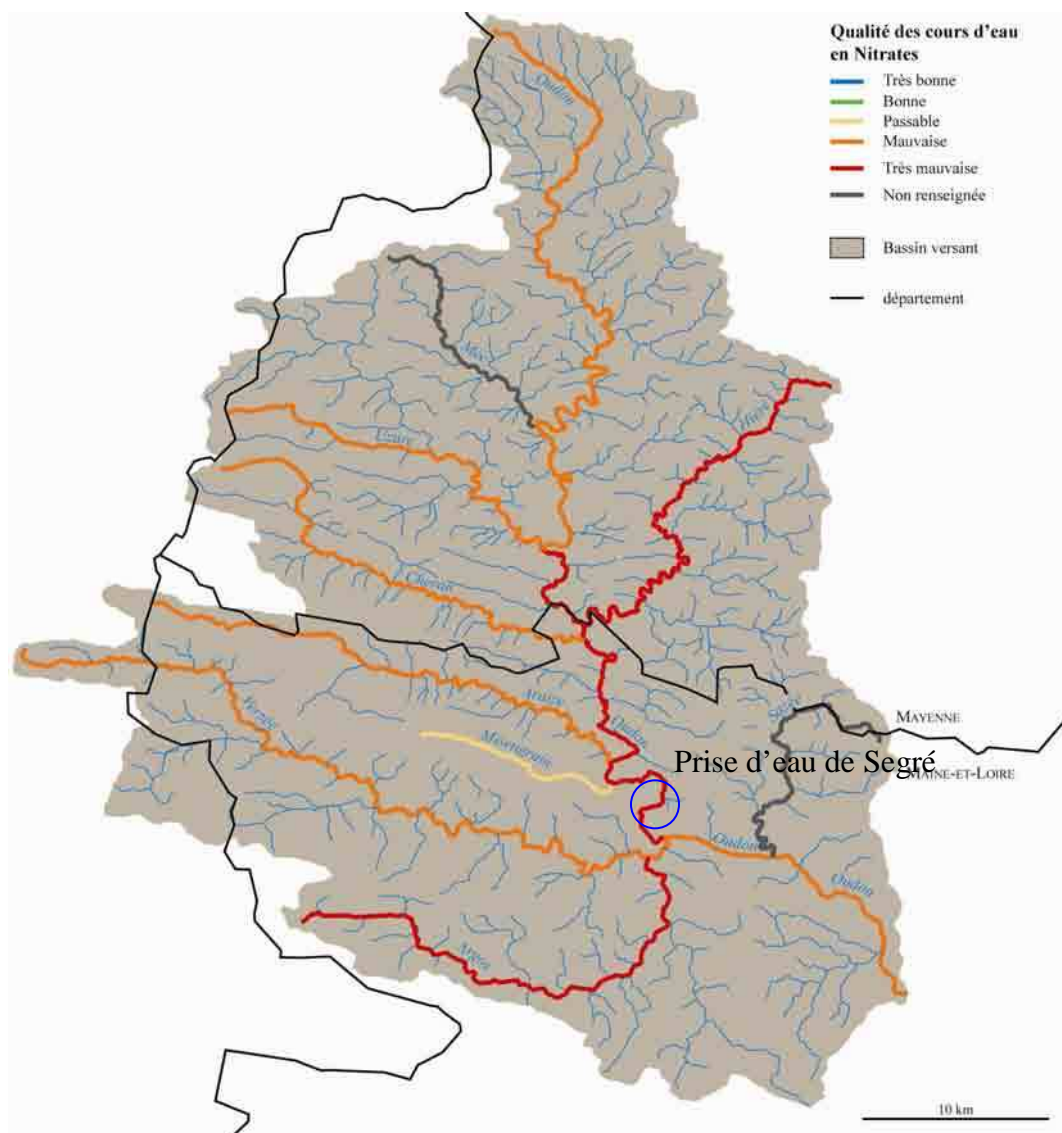 Qualité des cours d'eau
en Nitrates
Très bonne
Bonne
Passable
Mauvaise
Très mauvaise
Non renseignée
Bassin versant
département
Oudon
Hière
Chéran
Araize
Misengrain
Verzée
Oudon
Sazée
MAYENNE
Prise d'eau de Segré
MAINE-ET-LOIRE
Oudon
Oudon
Argos
10 km